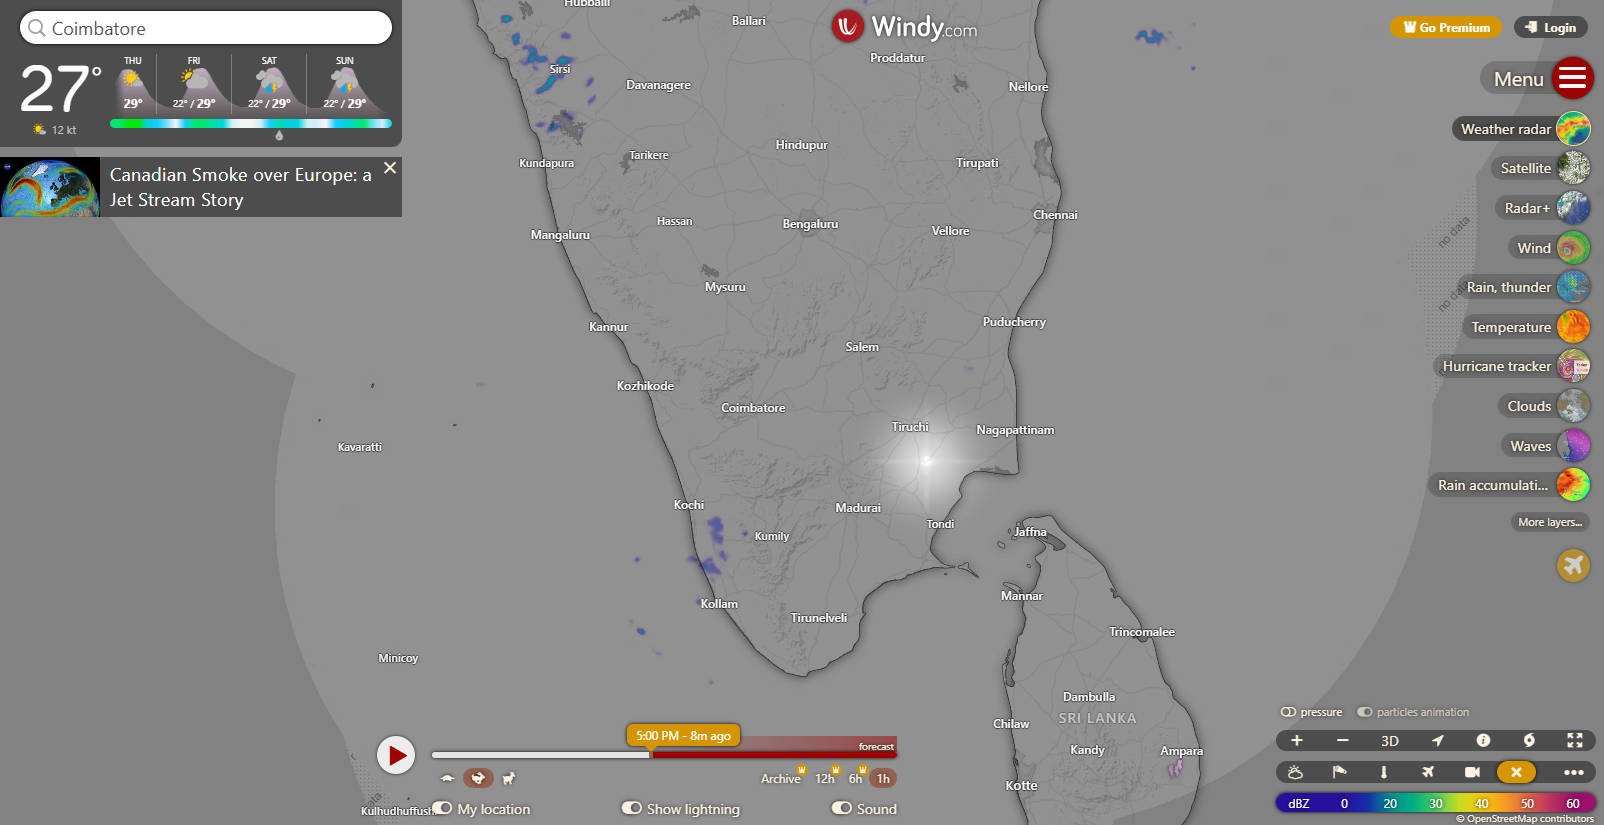 Coimbatore
27°
12 kt
THU
FRI
SAT
SUN
29°
22° / 29°
22° / 29°
22° / 29°
Canadian Smoke over Europe: a
Jet Stream Story
Windy.com
Go Premium
Login
Menu
Weather radar
Satellite
Radar+
Wind
Rain, thunder
Temperature
Hurricane tracker
Clouds
Waves
Rain accumulati...
More layers...
no data
no data
Hubballi
Ballari
Proddatur
Sirsi
Davanagere
Nellore
Hindupur
Kundapura
Tarikere
Tirupati
Hassan
Bengaluru
Vellore
Chennai
Mangaluru
Mysuru
Kannur
Puducherry
Salem
Kozhikode
Coimbatore
Tiruchi
Nagapattinam
Kavaratti
Kochi
Madurai
Kumily
Tondi
Jaffna
Kollam
Tirunelveli
Mannar
Trincomalee
Minicoy
Dambulla
SRI LANKA
Chilaw
Kandy
Ampara
Kotte
Kulhudhuffush
5:00 PM - 8m ago
forecast
Archive
12h
6h
1h
My location
Show lightning
Sound
pressure
particles animation
3D
dBZ 0 20 30 40 50 60
© OpenStreetMap contributors